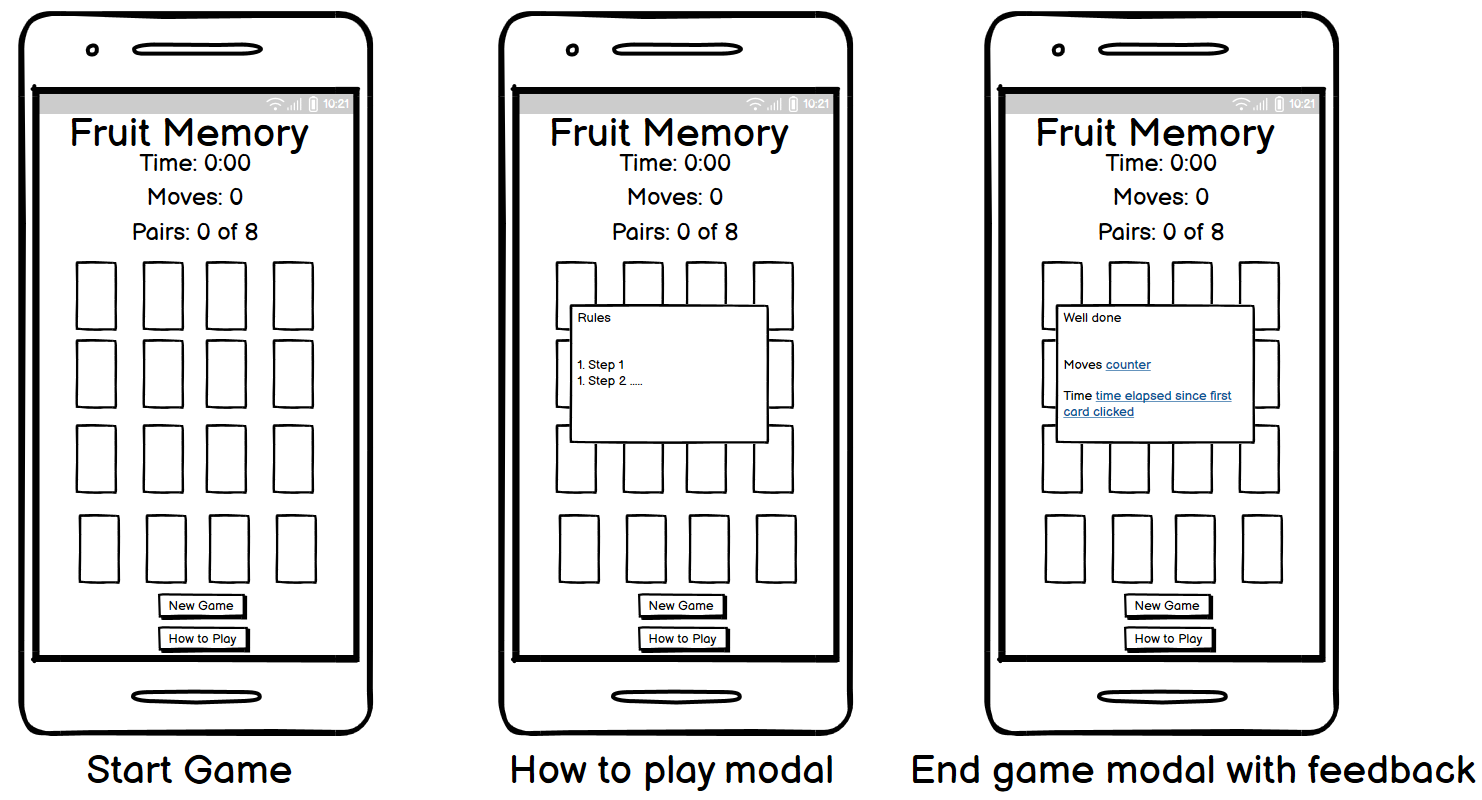 10:21
Fruit Memory
Time: 0:00
Moves: 0
Pairs: 0 of 8
New Game
How to Play
Start Game
10:21
Fruit Memory
Time: 0:00
Moves: 0
Pairs: 0 of 8
Rules
1. Step 1
1. Step 2 .....
New Game
How to Play
How to play modal
10:21
Fruit Memory
Time: 0:00
Moves: 0
Pairs: 0 of 8
Well done
Moves counter
Time time elapsed since first
card clicked
New Game
How to Play
End game modal with feedback